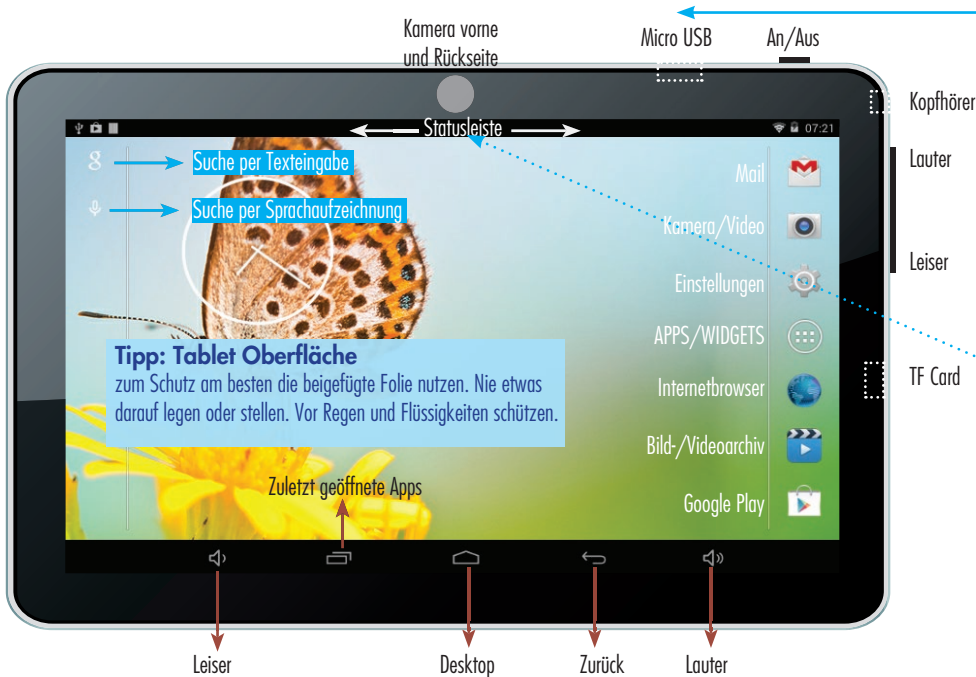 Kamera vorne
und Rückseite
Micro USB
An/Aus
Kopfhörer
Statusleiste
07:21
g
Suche per Texteingabe
Suche per Sprachaufzeichnung
Lauter
Leiser
TF Card
Mail
Kamera/Video
Einstellungen
APPS/WIDGETS
Internetbrowser
Bild-/Videoarchiv
Google Play
Tipp: Tablet Oberfläche
zum Schutz am besten die beigefügte Folie nutzen. Nie etwas
darauf legen oder stellen. Vor Regen und Flüssigkeiten schützen.
Zuletzt geöffnete Apps
Leiser
Desktop
Zurück
Lauter